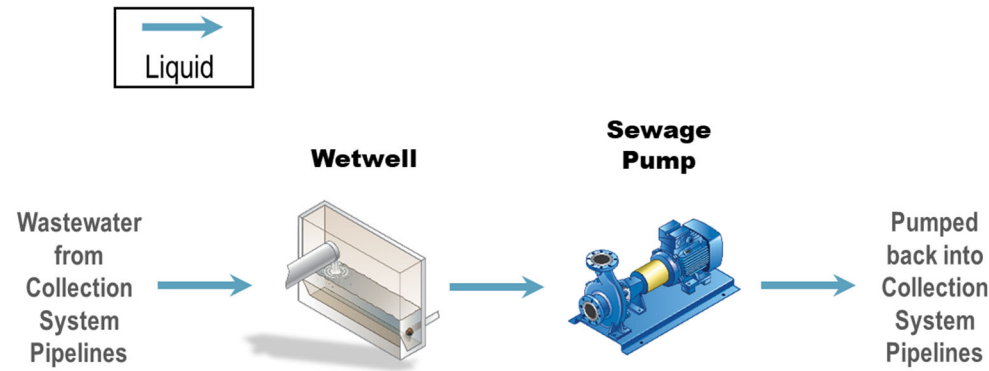 Liquid
Wetwell
Sewage
Pump
Wastewater
from
Collection
System
Pipelines
Pumped
back into
Collection
System
Pipelines